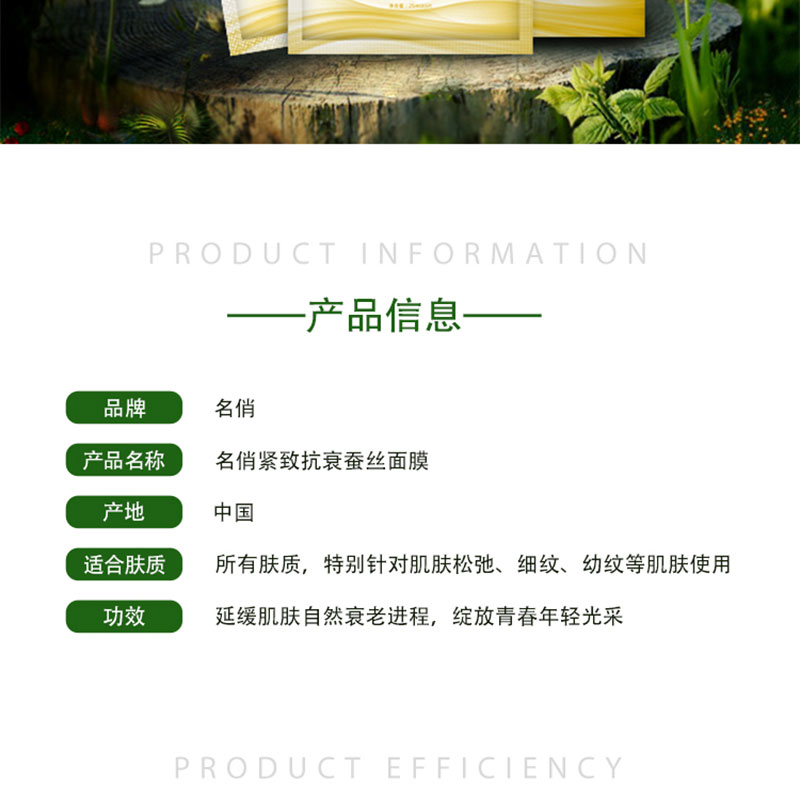 PRODUCT INFORMATION
——产品信息——
品牌 名俏
产品名称 名俏紧致抗衰蚕丝面膜
产地 中国
适合肤质 所有肤质，特别针对肌肤松弛、细纹、幼纹等肌肤使用
功效 延缓肌肤自然衰老进程，绽放青春年轻光采
PRODUCT EFFICIENCY